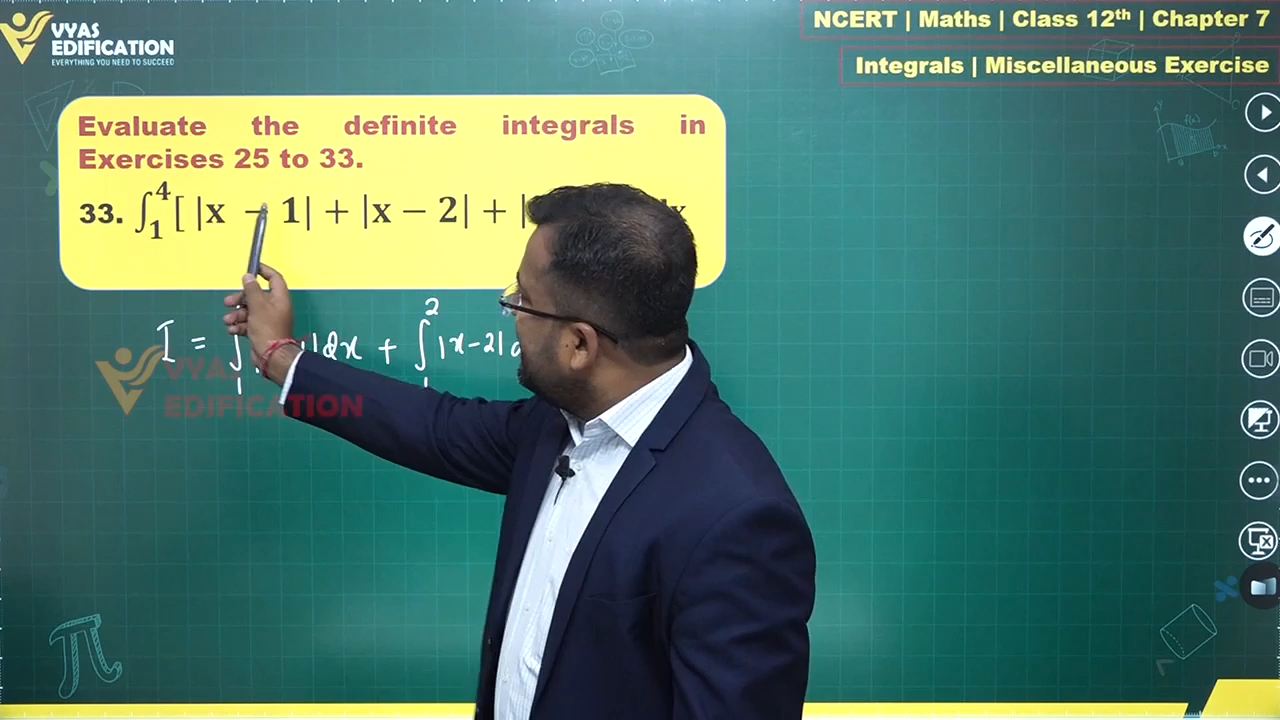 VYAS
EDIFICATION
EVERYTHING YOU NEED TO SUCCEED
NCERT | Maths | Class 12th | Chapter 7
Integrals | Miscellaneous Exercise
Evaluate the definite integrals in
Exercises 25 to 33.
33. ∫₁⁴ [ |x − 1| + |x − 2| + |
I = ∫ | dx + ∫₁² |x-2|
VYAS
EDIFICATION